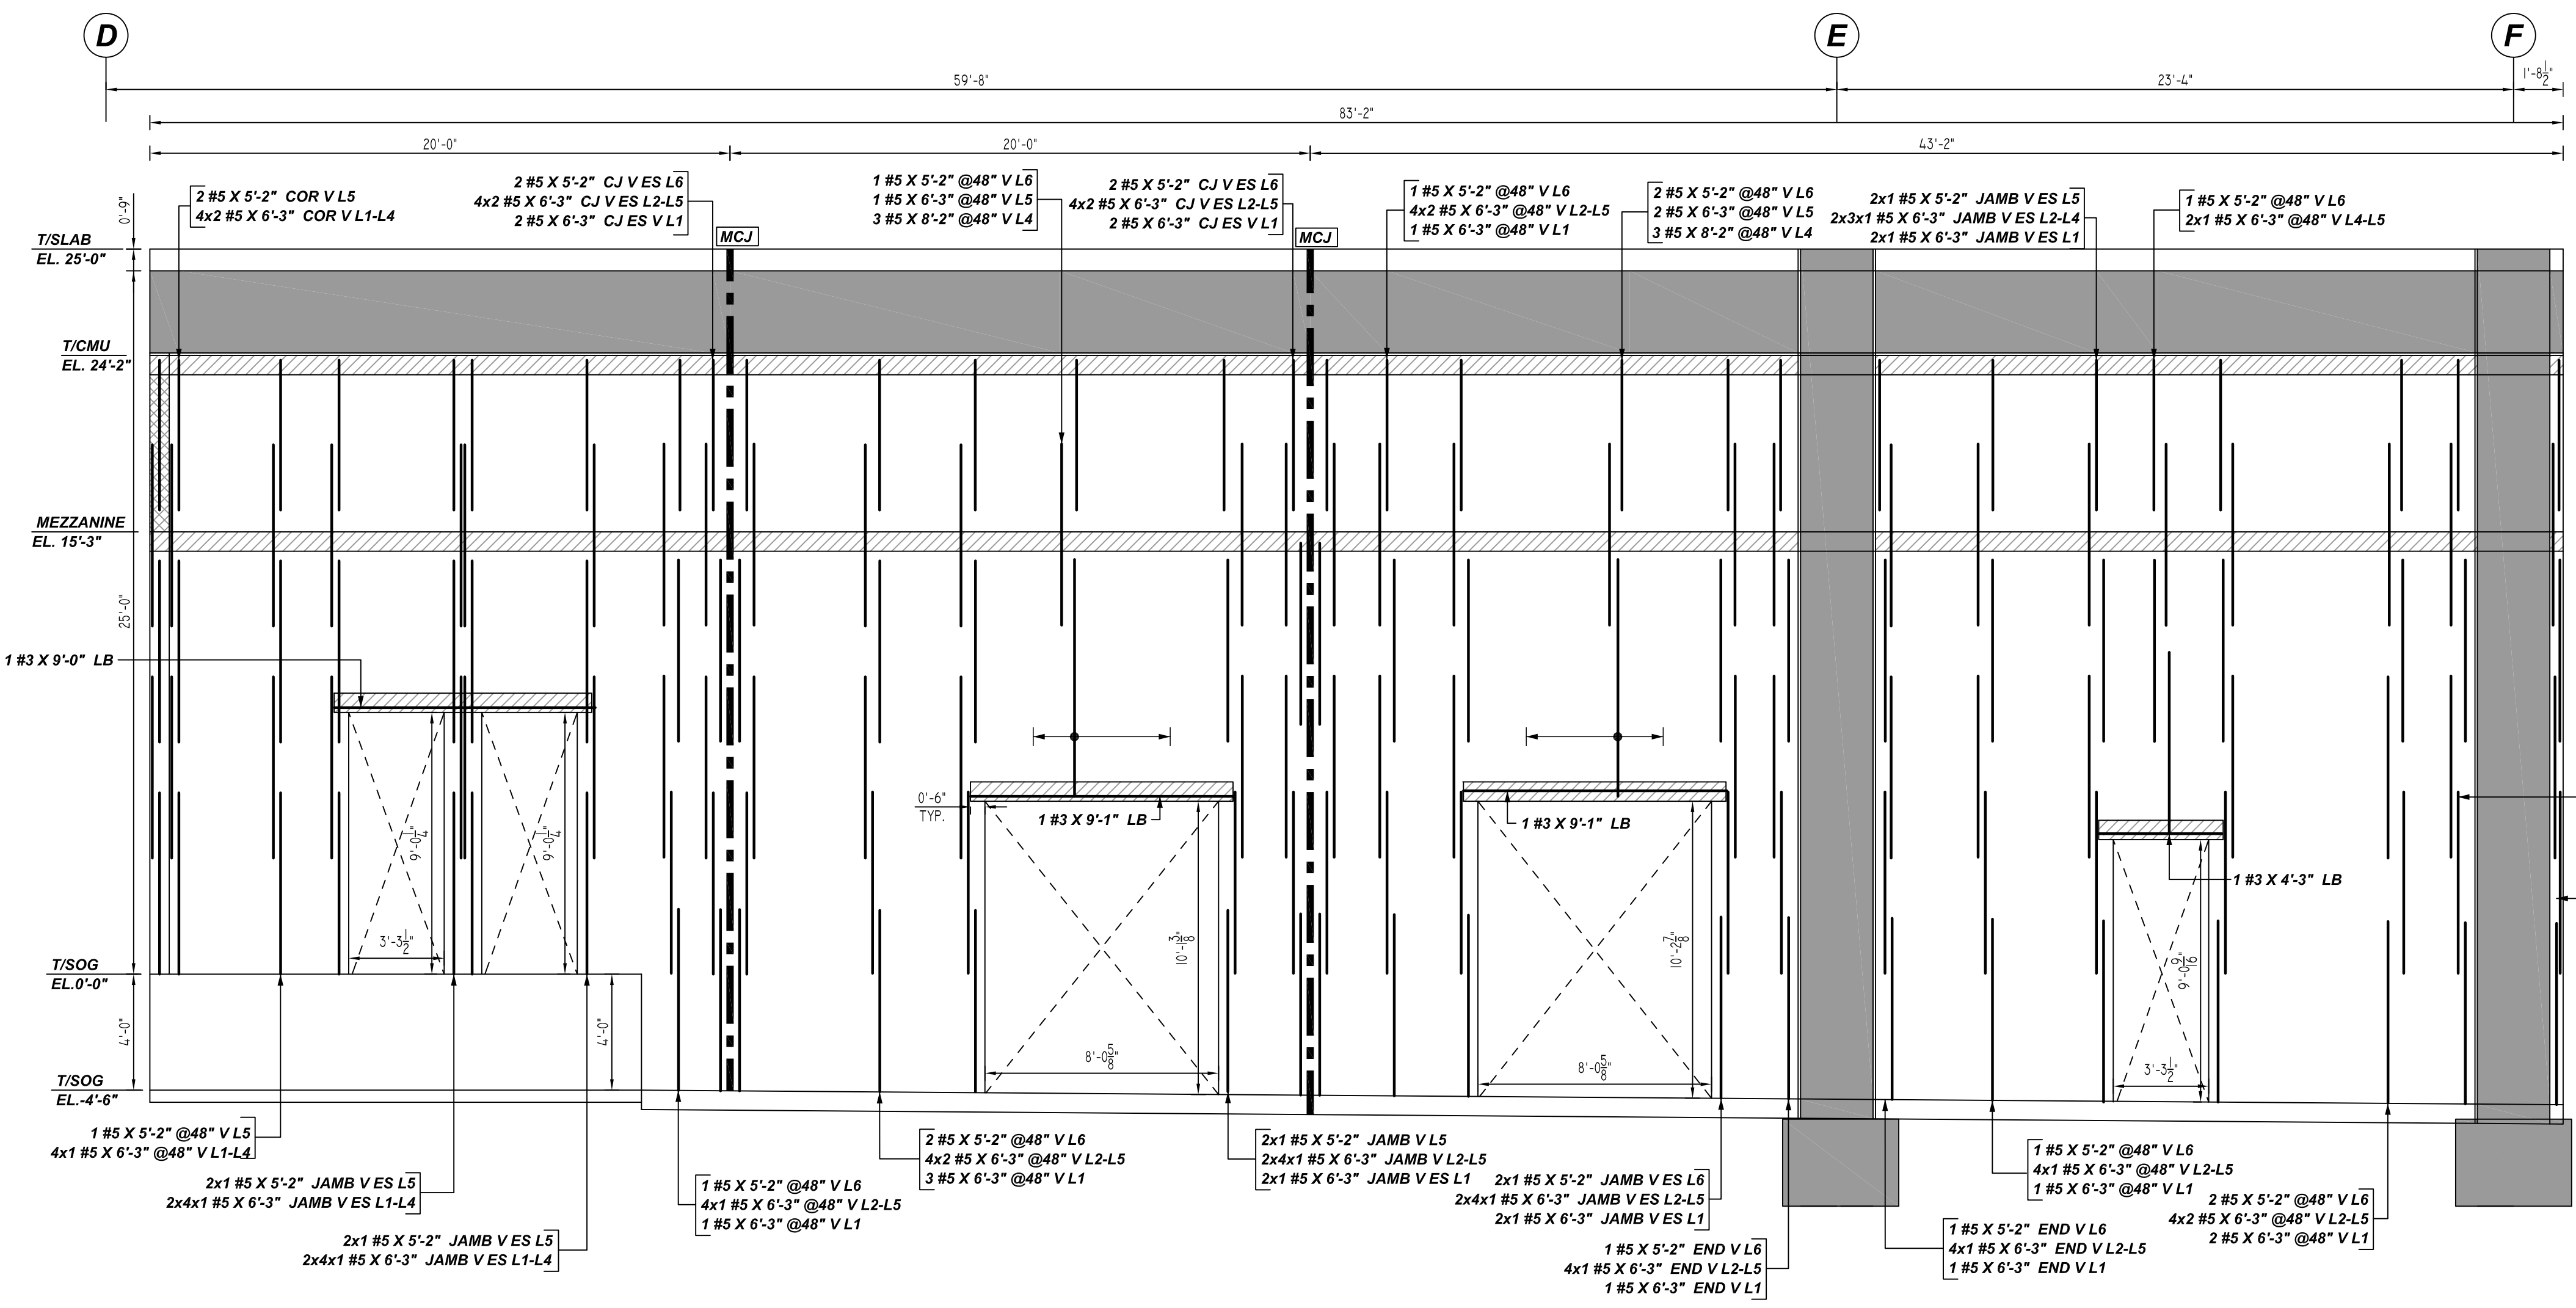 D
E
F
59'-8"
23'-4"
1'-8 1/2"
83'-2"
20'-0"
20'-0"
43'-2"
0'-9"
2 #5 X 5'-2" COR V L5
4x2 #5 X 6'-3" COR V L1-L4
2 #5 X 5'-2" CJ V ES L6
4x2 #5 X 6'-3" CJ V ES L2-L5
2 #5 X 6'-3" CJ ES V L1
1 #5 X 5'-2" @48" V L6
1 #5 X 6'-3" @48" V L5
3 #5 X 8'-2" @48" V L4
2 #5 X 5'-2" CJ V ES L6
4x2 #5 X 6'-3" CJ V ES L2-L5
2 #5 X 6'-3" CJ ES V L1
1 #5 X 5'-2" @48" V L6
4x2 #5 X 6'-3" @48" V L2-L5
1 #5 X 6'-3" @48" V L1
2 #5 X 5'-2" @48" V L6
2 #5 X 6'-3" @48" V L5
3 #5 X 8'-2" @48" V L4
2x1 #5 X 5'-2" JAMB V ES L5
2x3x1 #5 X 6'-3" JAMB V ES L2-L4
2x1 #5 X 6'-3" JAMB V ES L1
1 #5 X 5'-2" @48" V L6
2x1 #5 X 6'-3" @48" V L4-L5
MCJ
MCJ
T/SLAB
EL. 25'-0"
T/CMU
EL. 24'-2"
MEZZANINE
EL. 15'-3"
25'-0"
1 #3 X 9'-0" LB
0'-6"
TYP.
1 #3 X 9'-1" LB
1 #3 X 9'-1" LB
1 #3 X 4'-3" LB
9'-0 1/4"
9'-0 1/4"
10'-1 3/8"
10'-2 7/8"
9'-0 9/16"
3'-3 1/2"
8'-0 5/8"
8'-0 5/8"
3'-3 1/2"
T/SOG
EL.0'-0"
4'-0"
4'-0"
T/SOG
EL.-4'-6"
1 #5 X 5'-2" @48" V L5
4x1 #5 X 6'-3" @48" V L1-L4
2x1 #5 X 5'-2" JAMB V ES L5
2x4x1 #5 X 6'-3" JAMB V ES L1-L4
2x1 #5 X 5'-2" JAMB V ES L5
2x4x1 #5 X 6'-3" JAMB V ES L1-L4
1 #5 X 5'-2" @48" V L6
4x1 #5 X 6'-3" @48" V L2-L5
1 #5 X 6'-3" @48" V L1
2 #5 X 5'-2" @48" V L6
4x2 #5 X 6'-3" @48" V L2-L5
3 #5 X 6'-3" @48" V L1
2x1 #5 X 5'-2" JAMB V L5
2x4x1 #5 X 6'-3" JAMB V L2-L5
2x1 #5 X 6'-3" JAMB V ES L1
2x1 #5 X 5'-2" JAMB V ES L6
2x4x1 #5 X 6'-3" JAMB V ES L2-L5
2x1 #5 X 6'-3" JAMB V ES L1
1 #5 X 5'-2" END V L6
4x1 #5 X 6'-3" END V L2-L5
1 #5 X 6'-3" END V L1
1 #5 X 5'-2" END V L6
4x1 #5 X 6'-3" END V L2-L5
1 #5 X 6'-3" END V L1
1 #5 X 5'-2" @48" V L6
4x1 #5 X 6'-3" @48" V L2-L5
1 #5 X 6'-3" @48" V L1
2 #5 X 5'-2" @48" V L6
4x2 #5 X 6'-3" @48" V L2-L5
2 #5 X 6'-3" @48" V L1